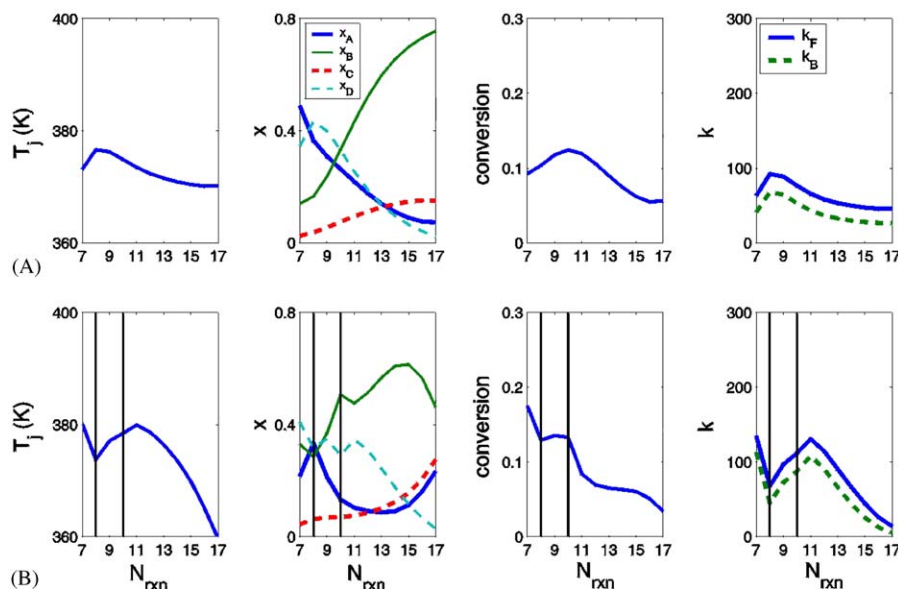 400
380
360
T_j (K)
7 9 11 13 15 17
0.8
0.4
0
x
x_A
x_B
x_C
x_D
7 9 11 13 15 17
0.3
0.2
0.1
0
conversion
7 9 11 13 15 17
300
200
100
0
k
k_F
k_B
7 9 11 13 15 17
(A)
400
380
360
T_j (K)
7 9 11 13 15 17
N_rxn
0.8
0.4
0
x
7 9 11 13 15 17
N_rxn
0.3
0.2
0.1
0
conversion
7 9 11 13 15 17
N_rxn
300
200
100
0
k
7 9 11 13 15 17
N_rxn
(B)